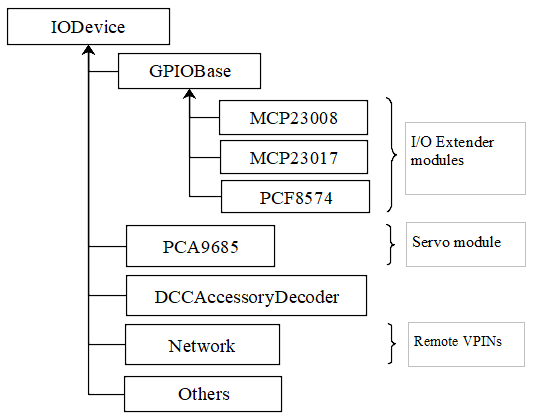 IODevice
GPIOBase
MCP23008
MCP23017
PCF8574
I/O Extender
modules
PCA9685
Servo module
DCCAccessoryDecoder
Network
Remote VPINs
Others